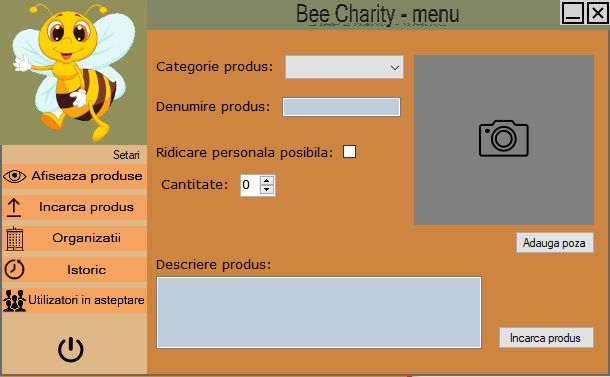 Bee Charity - menu
Setari
Afiseaza produse
Incarca produs
Organizatii
Istoric
Utilizatori in asteptare
Categorie produs:
Denumire produs:
Ridicare personala posibila:
Cantitate: 0
Adauga poza
Descriere produs:
Incarca produs